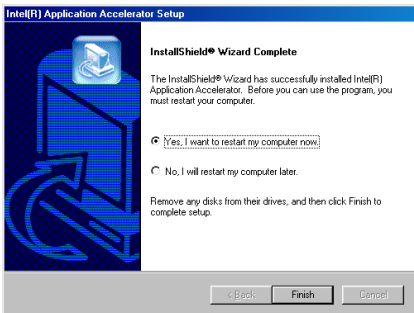 Intel(R) Application Accelerator Setup
InstallShield® Wizard Complete
The InstallShield® Wizard has successfully installed Intel(R)
Application Accelerator. Before you can use the program, you
must restart your computer.
Yes, I want to restart my computer now.
No, I will restart my computer later.
Remove any disks from their drives, and then click Finish to
complete setup.
< Back
Finish
Cancel